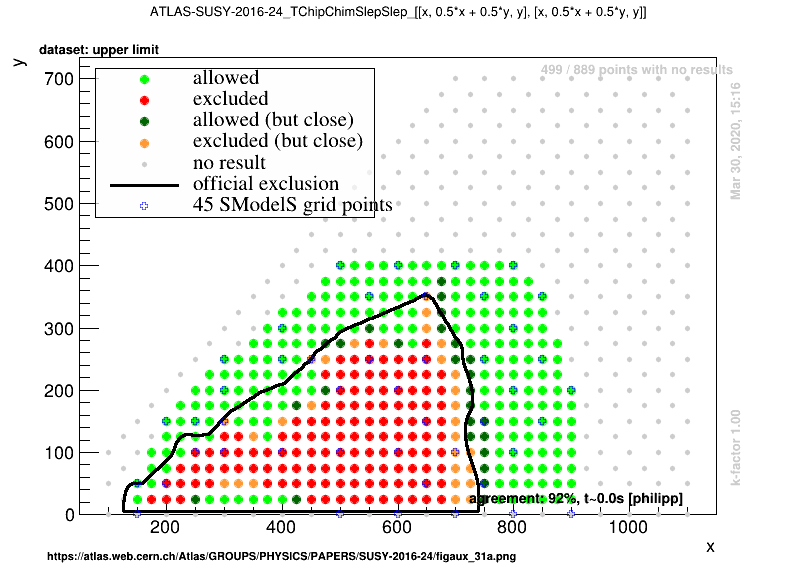 ATLAS-SUSY-2016-24_TChipChimSlepSlep_[[x, 0.5*x + 0.5*y, y], [x, 0.5*x + 0.5*y, y]]
dataset: upper limit
y
499 / 889 points with no results
allowed
excluded
allowed (but close)
excluded (but close)
no result
official exclusion
45 SModelS grid points
Mar 30, 2020, 15:16
k-factor 1.00
700
600
500
400
300
200
100
0
agreement: 92%, t~0.0s [philipp]
200 400 600 800 1000
x
https://atlas.web.cern.ch/Atlas/GROUPS/PHYSICS/PAPERS/SUSY-2016-24/figaux_31a.png